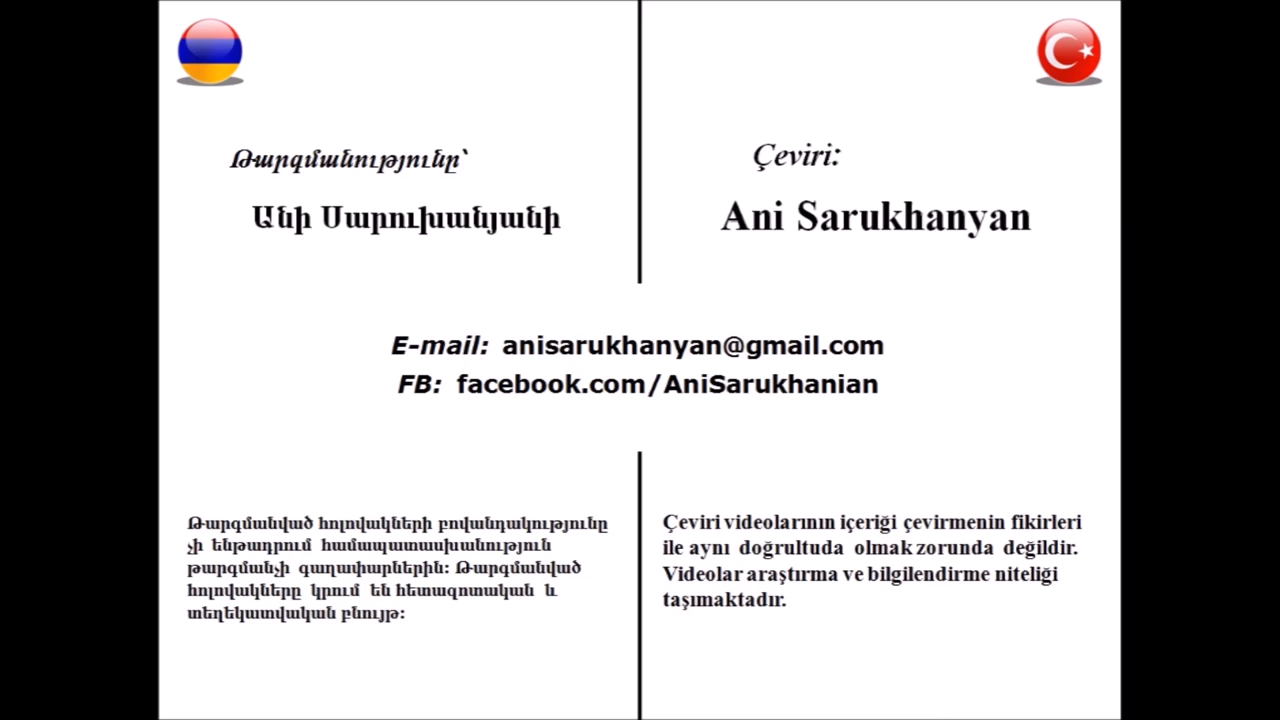 Թարգմանությունը՝
Անի Սարուխանյանի
Çeviri:
Ani Sarukhanyan
E-mail: anisarukhanyan@gmail.com
FB: facebook.com/AniSarukhanian
Թարգմանված հոլովակների բովանդակությունը
չի ենթադրում համապատասխանություն
թարգմանչի գաղափարներին: Թարգմանված
հոլովակները կրում են հետազոտական և
տեղեկատվական բնույթ:
Çeviri videolarının içeriği çevirmenin fikirleri
ile aynı doğrultuda olmak zorunda değildir.
Videolar araştırma ve bilgilendirme niteliği
taşımaktadır.